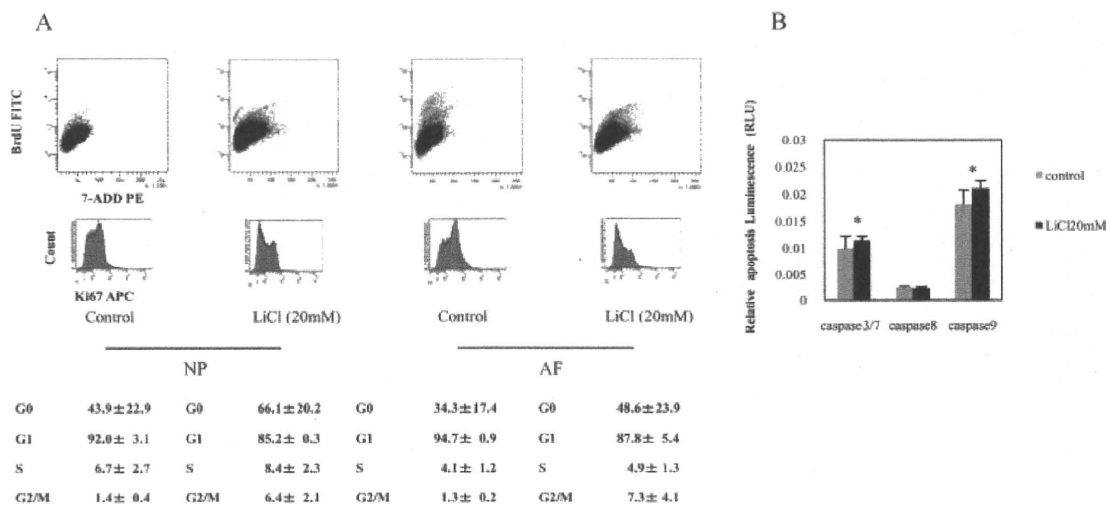 A
B
BrdU FITC
7-ADD PE
Count
Ki67 APC
Control LiCl (20mM) Control LiCl (20mM)
NP AF
G0 43.9±22.9 G0 66.1±20.2 G0 34.3±17.4 G0 48.6±23.9
G1 92.0± 3.1 G1 85.2± 0.3 G1 94.7± 0.9 G1 87.8± 5.4
S 6.7± 2.7 S 8.4± 2.3 S 4.1± 1.2 S 4.9± 1.3
G2/M 1.4± 0.4 G2/M 6.4± 2.1 G2/M 1.3± 0.2 G2/M 7.3± 4.1
Relative apoptosis Luminescence (RLU)
0.03
0.025
0.02
0.015
0.01
0.005
0
* *
caspase3/7 caspase8 caspase9
control
LiCl20mM